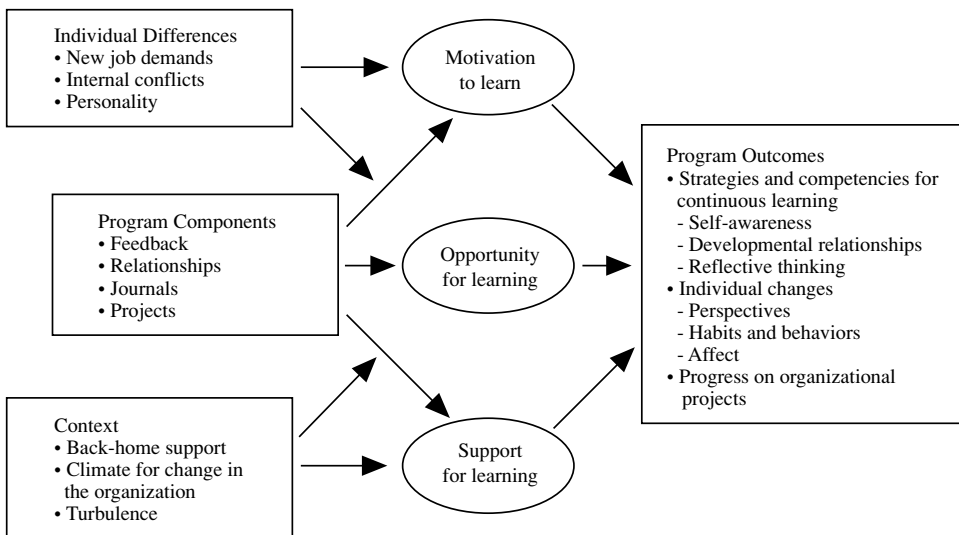 Individual Differences
• New job demands
• Internal conflicts
• Personality
Motivation
to learn
Program Components
• Feedback
• Relationships
• Journals
• Projects
Opportunity
for learning
Context
• Back-home support
• Climate for change in
the organization
• Turbulence
Support
for learning
Program Outcomes
• Strategies and competencies for
continuous learning
- Self-awareness
- Developmental relationships
- Reflective thinking
• Individual changes
- Perspectives
- Habits and behaviors
- Affect
• Progress on organizational
projects